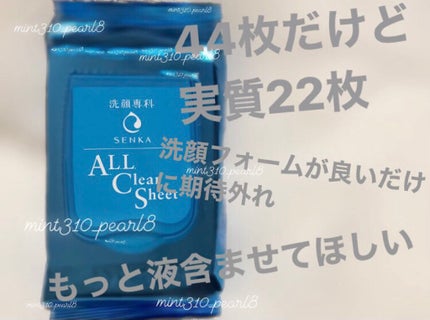 mint310_pearl8
mint310_pearl8
44枚だけど
実質22枚
洗顔専科
SENKA
ALL
Clear
Sheet
洗顔フォームが良いだけ
に期待外れ
mint310_pearl8
mint310_pearl8
もっと液含ませてほしい
mint310_pearl8